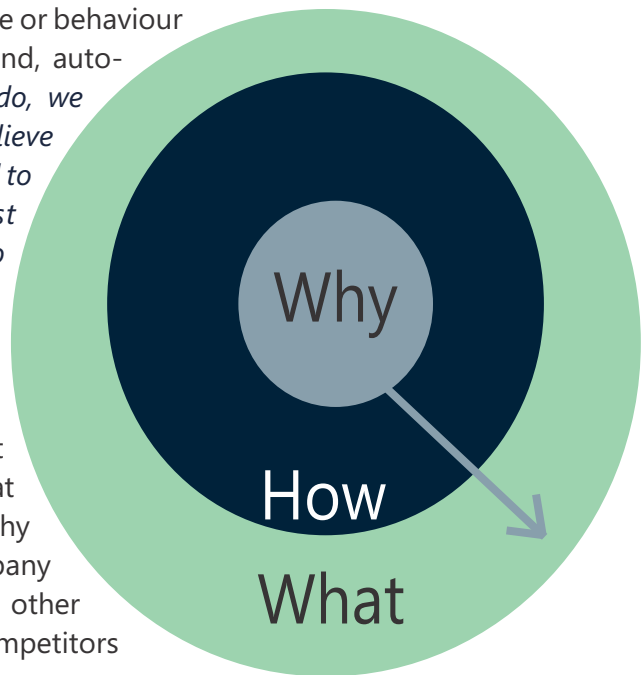 e or behaviour
nd, auto-
do, we
lieve
to
st
Why
t
at
hy
How
pany
other
What
mpetitors